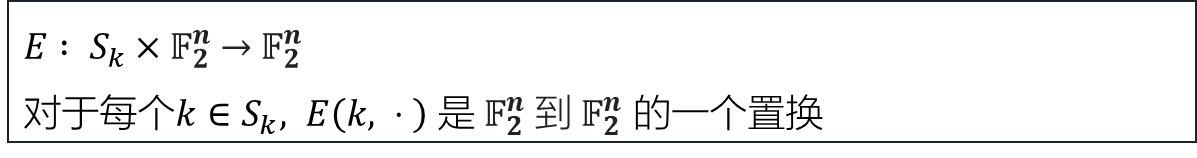 E : S_k × 𝔽₂ⁿ → 𝔽₂ⁿ
对于每个k ∈ S_k, E(k, ·) 是 𝔽₂ⁿ 到 𝔽₂ⁿ 的一个置换